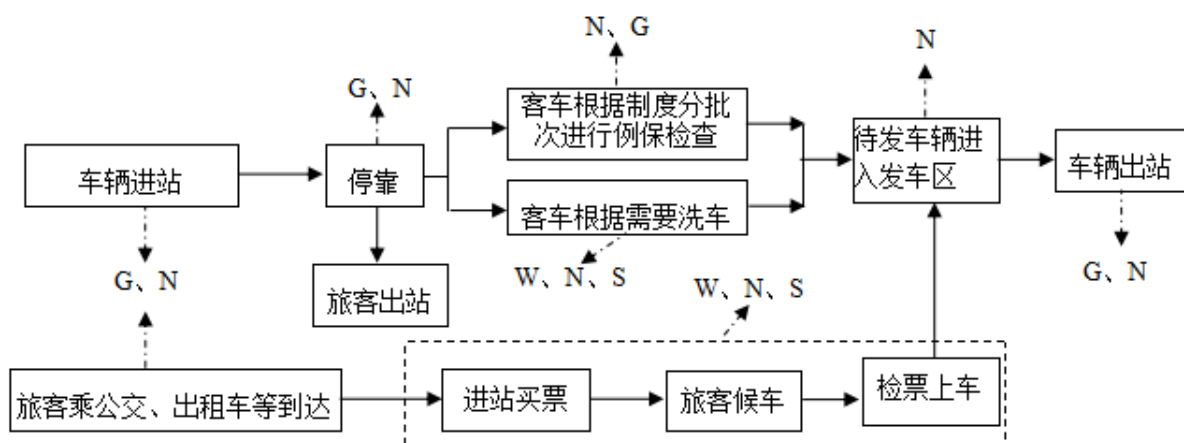 N、G
N
G、N
客车根据制度分批
次进行例保检查
待发车辆进
入发车区
车辆进站
停靠
车辆出站
客车根据需要洗车
W、N、S
G、N
旅客出站
W、N、S
G、N
旅客乘公交、出租车等到达
进站买票
旅客候车
检票上车